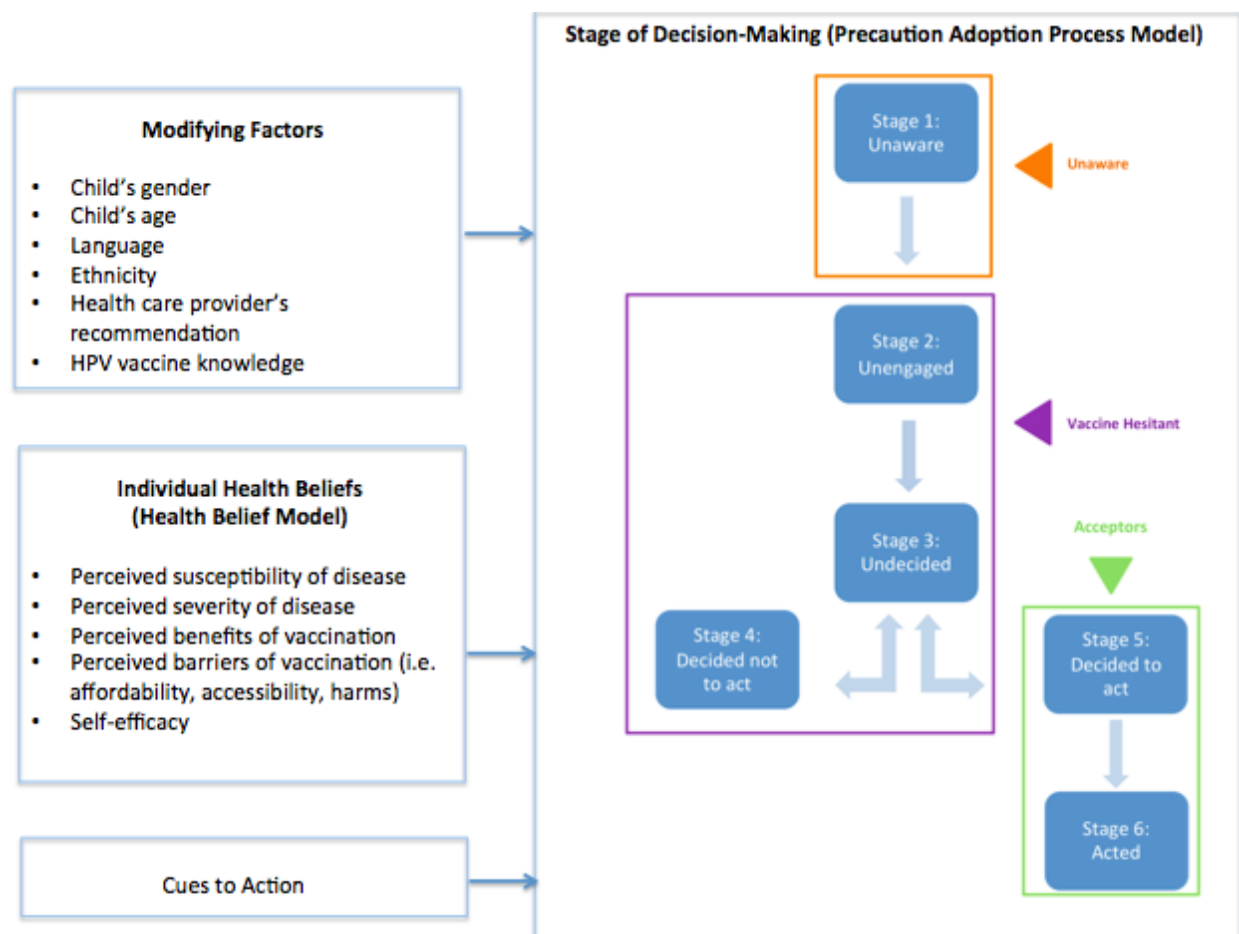 Stage of Decision-Making (Precaution Adoption Process Model)
Modifying Factors
• Child's gender
• Child's age
• Language
• Ethnicity
• Health care provider's
recommendation
• HPV vaccine knowledge
Individual Health Beliefs
(Health Belief Model)
• Perceived susceptibility of disease
• Perceived severity of disease
• Perceived benefits of vaccination
• Perceived barriers of vaccination (i.e.
affordability, accessibility, harms)
• Self-efficacy
Cues to Action
Stage 1:
Unaware
Unaware
Stage 2:
Unengaged
Vaccine Hesitant
Stage 3:
Undecided
Acceptors
Stage 4:
Decided not
to act
Stage 5:
Decided to
act
Stage 6:
Acted